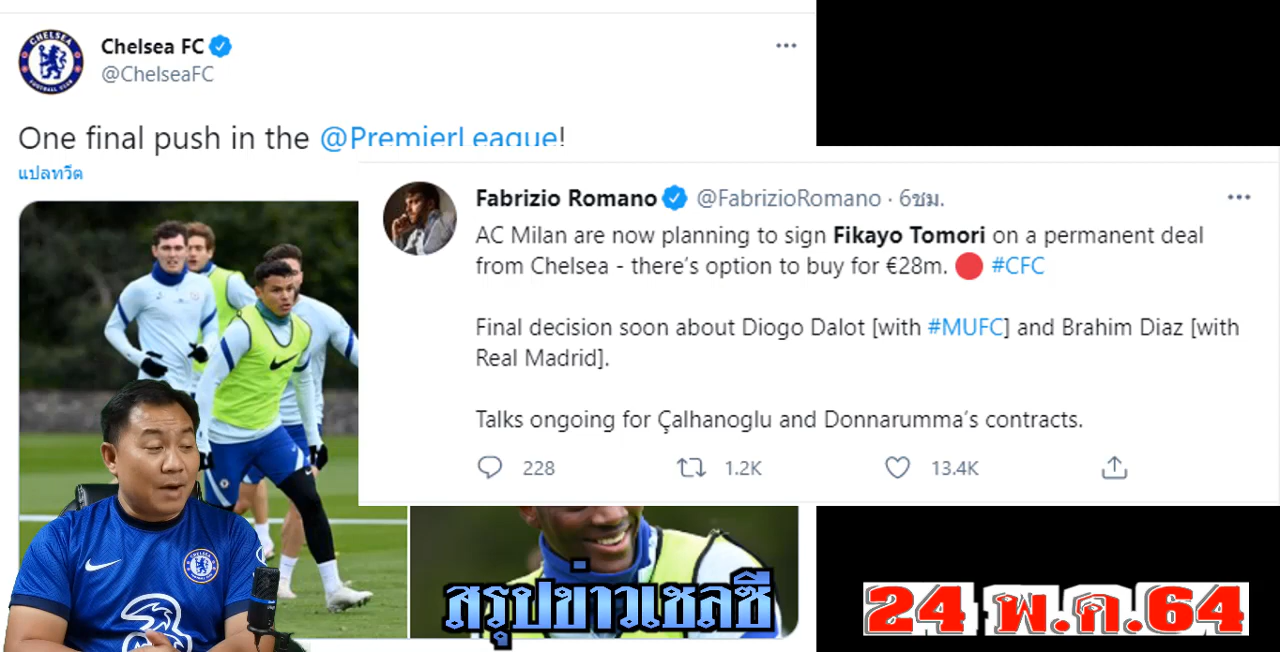 Chelsea FC
@ChelseaFC
One final push in the @PremierLeague!
แปลทวีต
Fabrizio Romano @FabrizioRomano · 6ชม.
AC Milan are now planning to sign Fikayo Tomori on a permanent deal
from Chelsea - there's option to buy for €28m. 🔴 #CFC
Final decision soon about Diogo Dalot [with #MUFC] and Brahim Diaz [with
Real Madrid].
Talks ongoing for Çalhanoglu and Donnarumma's contracts.
228 1.2K 13.4K
สรุปข่าวเชลซี
24 พ.ค.64
CHELSEA
FOOTBALL CLUB
3